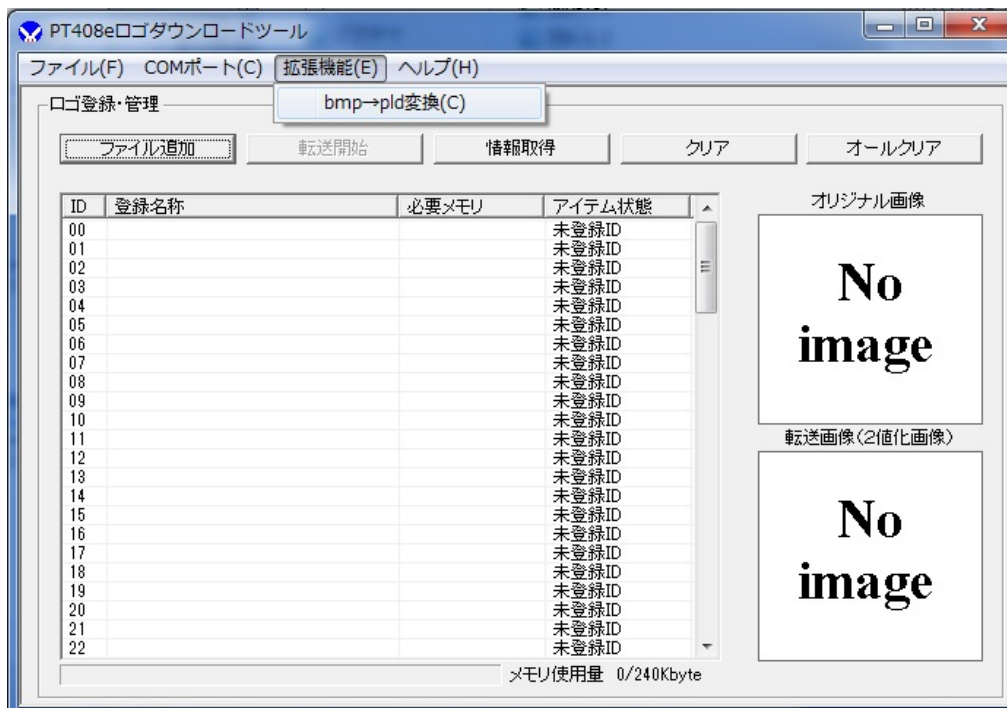 PT408eロゴダウンロードツール
ファイル(F) COMポート(C) 拡張機能(E) ヘルプ(H)
bmp→pld変換(C)
ロゴ登録・管理
ファイル追加 転送開始 情報取得 クリア オールクリア
ID 登録名称 必要メモリ アイテム状態
00 未登録ID
01 未登録ID
02 未登録ID
03 未登録ID
04 未登録ID
05 未登録ID
06 未登録ID
07 未登録ID
08 未登録ID
09 未登録ID
10 未登録ID
11 未登録ID
12 未登録ID
13 未登録ID
14 未登録ID
15 未登録ID
16 未登録ID
17 未登録ID
18 未登録ID
19 未登録ID
20 未登録ID
21 未登録ID
22 未登録ID
メモリ使用量 0/240Kbyte
オリジナル画像
No
image
転送画像(2値化画像)
No
image